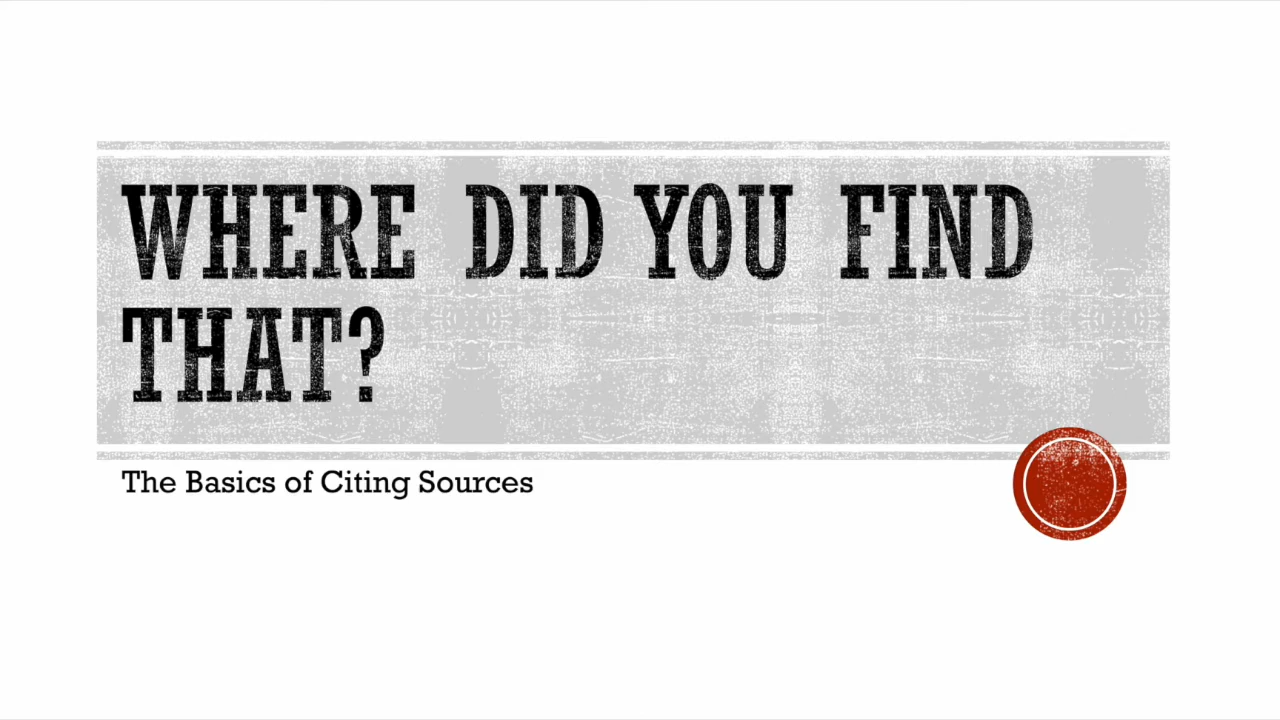 WHERE DID YOU FIND
THAT?
The Basics of Citing Sources